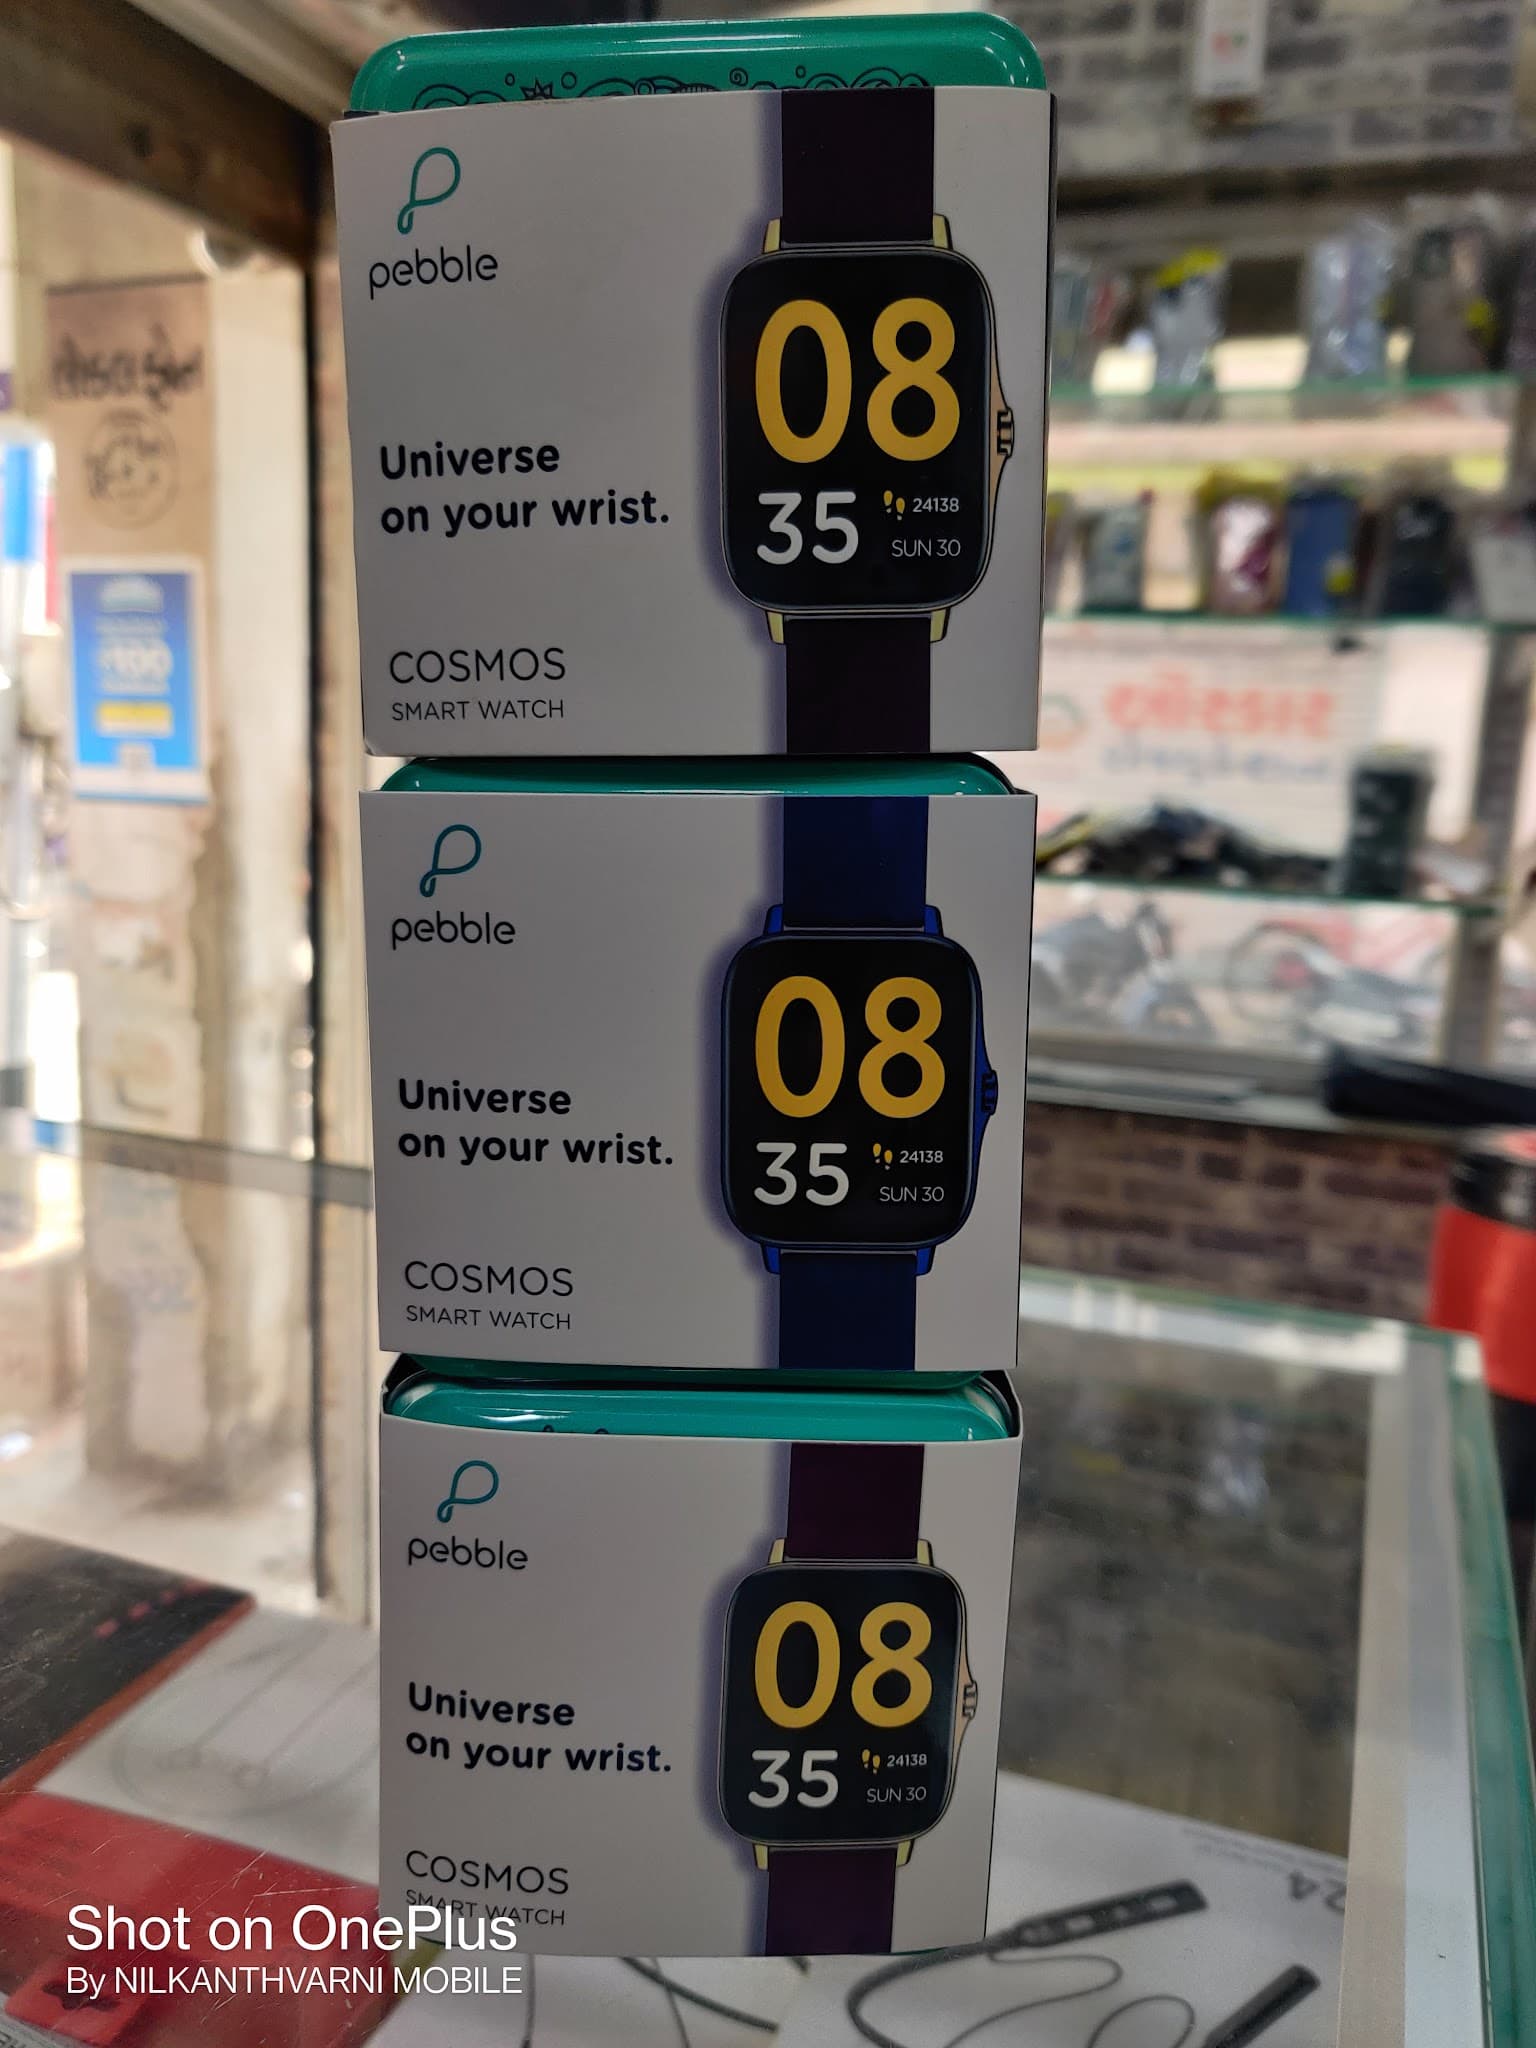 pebble
Universe
on your wrist.
COSMOS
SMART WATCH
08
35
24138
SUN 30
pebble
Universe
on your wrist.
COSMOS
SMART WATCH
08
35
24138
SUN 30
pebble
Universe
on your wrist.
COSMOS
SMART WATCH
08
35
24138
SUN 30
₹100
24
Shot on OnePlus
By NILKANTHVARNI MOBILE